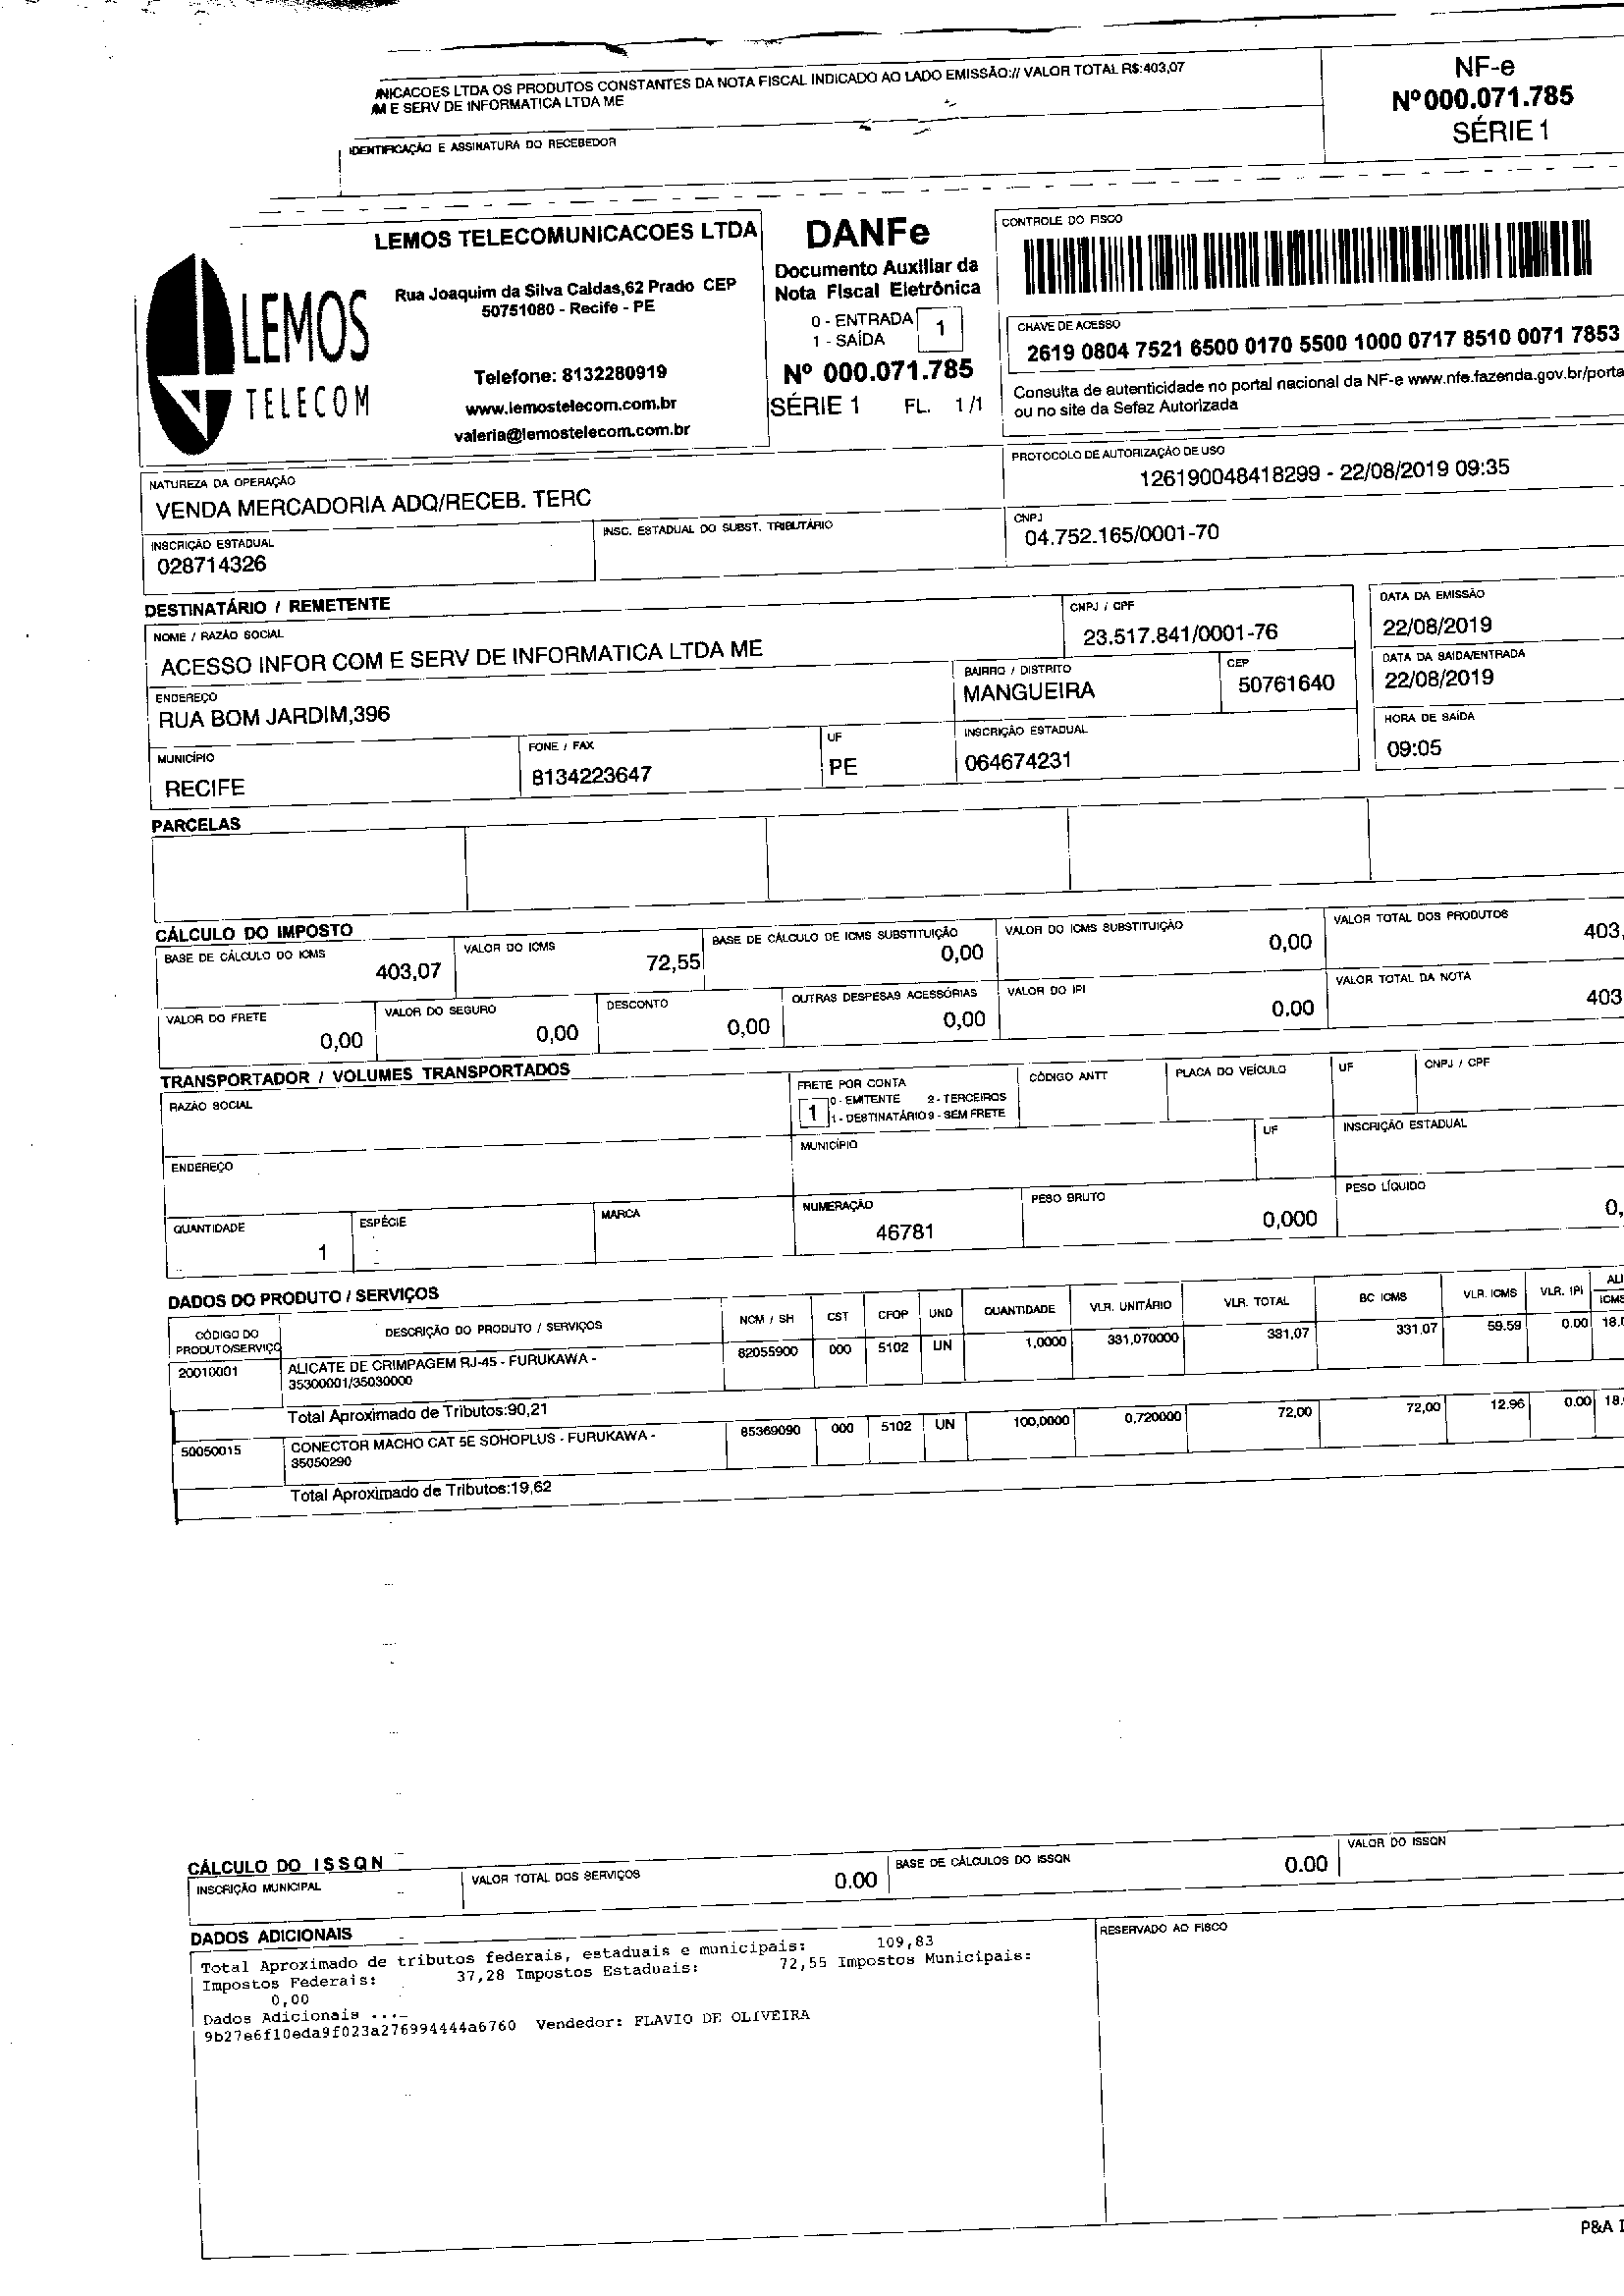 LTDA OS PRODUTOS CONSTANTES DA NOTA FISCAL INDICADO AO LADO EMISSÃO:// VALOR TOTAL R$:403,07
E SERV DE INFORMATICA LTDA ME
IDENTIFICAÇÃO E ASSINATURA DO RECEBEDOR
NF-e
Nº000.071.785
SÉRIE 1
LEMOS TELECOM
LEMOS TELECOMUNICACOES LTDA
Rua Joaquim da Silva Caldas,62 Prado CEP
50751080 - Recife - PE
Telefone: 8132280919
www.lemostelecom.com.br
valeria@lemostelecom.com.br
DANFe
Documento Auxiliar da
Nota Fiscal Eletrônica
0 - ENTRADA
1 - SAÍDA
1
Nº 000.071.785
SÉRIE 1 FL. 1/1
CONTROLE DO FISCO
CHAVE DE ACESSO
2619 0804 7521 6500 0170 5500 1000 0717 8510 0071 7853
Consulta de autenticidade no portal nacional da NF-e www.nfe.fazenda.gov.br/porta
ou no site da Sefaz Autorizada
NATUREZA DA OPERAÇÃO
VENDA MERCADORIA ADQ/RECEB. TERC
PROTOCOLO DE AUTORIZAÇÃO DE USO
126190048418299 - 22/08/2019 09:35
INSCRIÇÃO ESTADUAL
028714326
INSC. ESTADUAL DO SUBST. TRIBUTÁRIO
CNPJ
04.752.165/0001-70
DESTINATÁRIO / REMETENTE
NOME / RAZÃO SOCIAL
ACESSO INFOR COM E SERV DE INFORMATICA LTDA ME
CNPJ / CPF
23.517.841/0001-76
DATA DA EMISSÃO
22/08/2019
ENDEREÇO
RUA BOM JARDIM,396
BAIRRO / DISTRITO
MANGUEIRA
CEP
50761640
DATA DA SAIDA/ENTRADA
22/08/2019
MUNICÍPIO
RECIFE
FONE / FAX
8134223647
UF
PE
INSCRIÇÃO ESTADUAL
064674231
HORA DE SAÍDA
09:05
PARCELAS
CÁLCULO DO IMPOSTO
BASE DE CÁLCULO DO ICMS
403,07
VALOR DO ICMS
72,55
BASE DE CÁLCULO DE ICMS SUBSTITUIÇÃO
0,00
VALOR DO ICMS SUBSTITUIÇÃO
0,00
VALOR TOTAL DOS PRODUTOS
403,
VALOR DO FRETE
0,00
VALOR DO SEGURO
0,00
DESCONTO
0,00
OUTRAS DESPESAS ACESSÓRIAS
0,00
VALOR DO IPI
0.00
VALOR TOTAL DA NOTA
403
TRANSPORTADOR / VOLUMES TRANSPORTADOS
RAZÃO SOCIAL
FRETE POR CONTA
1
0 - EMITENTE 2 - TERCEIROS
1 - DESTINATÁRIO 9 - SEM FRETE
CÓDIGO ANTT
PLACA DO VEÍCULO
UF
CNPJ / CPF
ENDEREÇO
MUNICÍPIO
UF
INSCRIÇÃO ESTADUAL
QUANTIDADE
1
ESPÉCIE
MARCA
NUMERAÇÃO
46781
PESO BRUTO
0,000
PESO LÍQUIDO
0,
DADOS DO PRODUTO / SERVIÇOS
CÓDIGO DO PRODUTO/SERVIÇO DESCRIÇÃO DO PRODUTO / SERVIÇOS NCM / SH CST CFOP UND QUANTIDADE VLR. UNITÁRIO VLR. TOTAL BC ICMS VLR. ICMS VLR. IPI ALI ICMS
20010001 ALICATE DE CRIMPAGEM RJ-45 - FURUKAWA - 82055900 000 5102 UN 1,0000 331,070000 331,07 331,07 59.59 0.00 18.0
35300001/35030000
Total Aproximado de Tributos:90,21
50050015 CONECTOR MACHO CAT 5E SOHOPLUS - FURUKAWA - 85369090 000 5102 UN 100,0000 0,720000 72,00 72,00 12.96 0.00 18.
35050290
Total Aproximado de Tributos:19,62
CÁLCULO DO ISSQN
INSCRIÇÃO MUNICIPAL
VALOR TOTAL DOS SERVIÇOS
0.00
BASE DE CÁLCULOS DO ISSQN
0.00
VALOR DO ISSQN
DADOS ADICIONAIS
RESERVADO AO FISCO
Total Aproximado de tributos federais, estaduais e municipais: 109,83
Impostos Federais: 37,28 Impostos Estaduais: 72,55 Impostos Municipais:
0,00
Dados Adicionais ...
9b27e6f10eda9f023a276994444a6760 Vendedor: FLAVIO DE OLIVEIRA
P&A